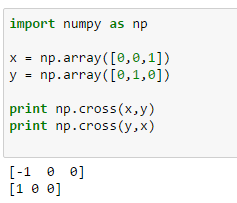 import numpy as np
x = np.array([0,0,1])
y = np.array([0,1,0])
print np.cross(x,y)
print np.cross(y,x)
[-1  0  0]
[1 0 0]